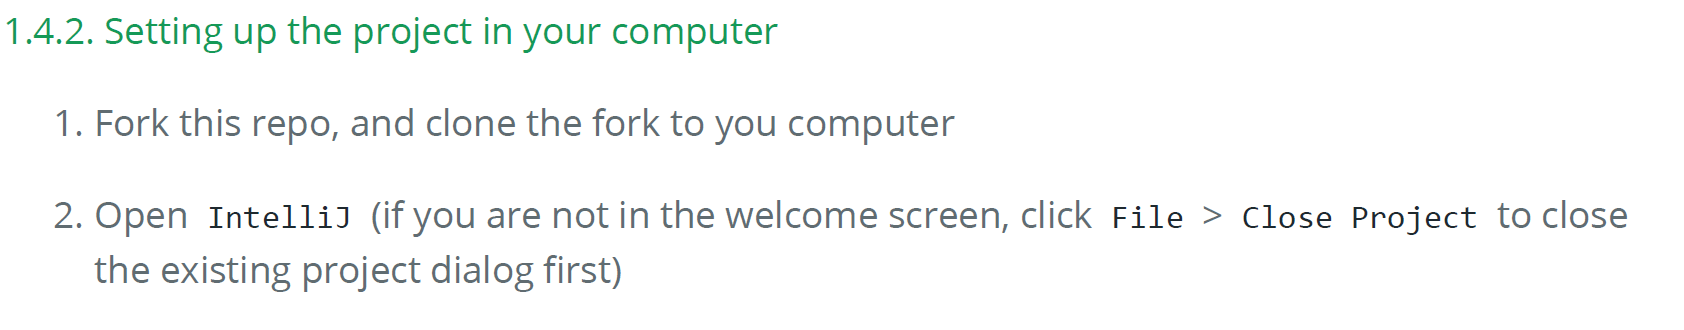 1.4.2. Setting up the project in your computer
1. Fork this repo, and clone the fork to you computer
2. Open IntelliJ (if you are not in the welcome screen, click File > Close Project to close
the existing project dialog first)